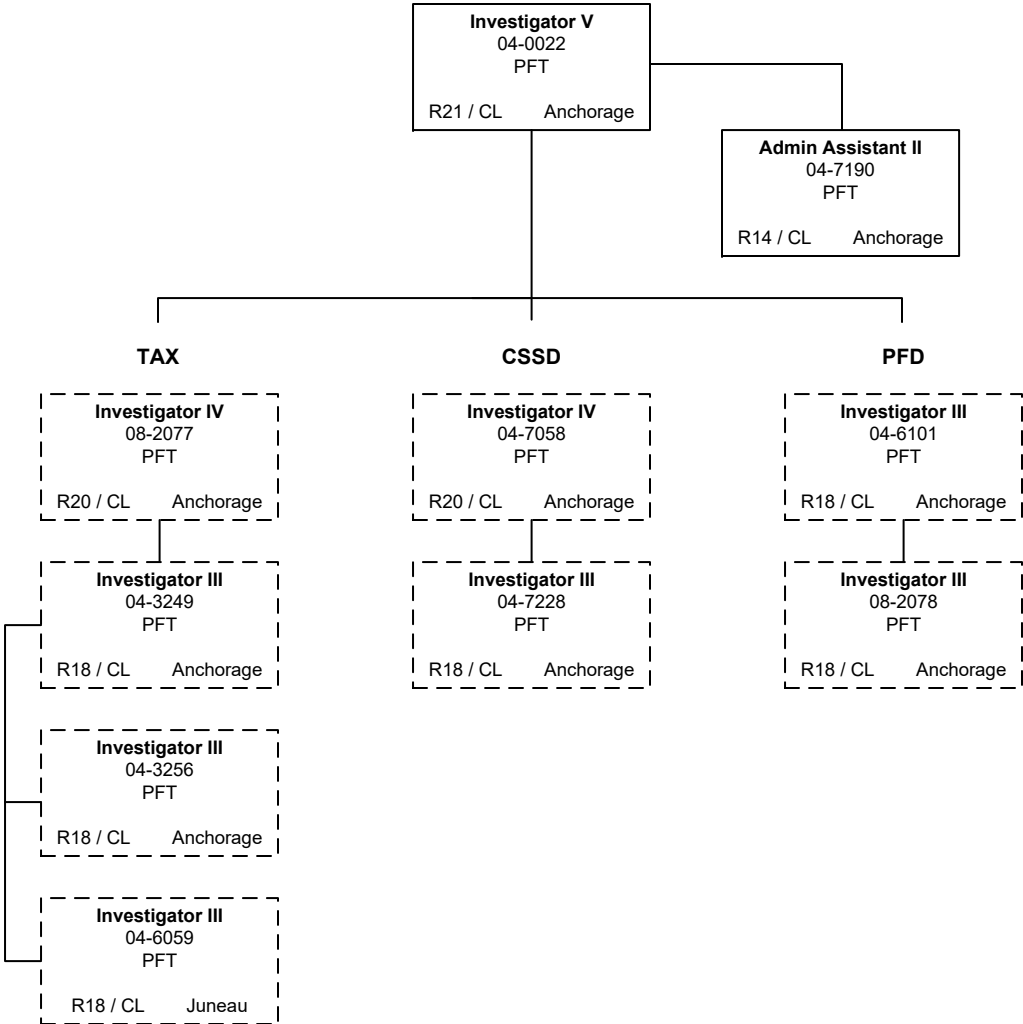 Investigator V
04-0022
PFT
R21 / CL Anchorage
Admin Assistant II
04-7190
PFT
R14 / CL Anchorage
TAX
Investigator IV
08-2077
PFT
R20 / CL Anchorage
Investigator III
04-3249
PFT
R18 / CL Anchorage
Investigator III
04-3256
PFT
R18 / CL Anchorage
Investigator III
04-6059
PFT
R18 / CL Juneau
CSSD
Investigator IV
04-7058
PFT
R20 / CL Anchorage
Investigator III
04-7228
PFT
R18 / CL Anchorage
PFD
Investigator III
04-6101
PFT
R18 / CL Anchorage
Investigator III
08-2078
PFT
R18 / CL Anchorage